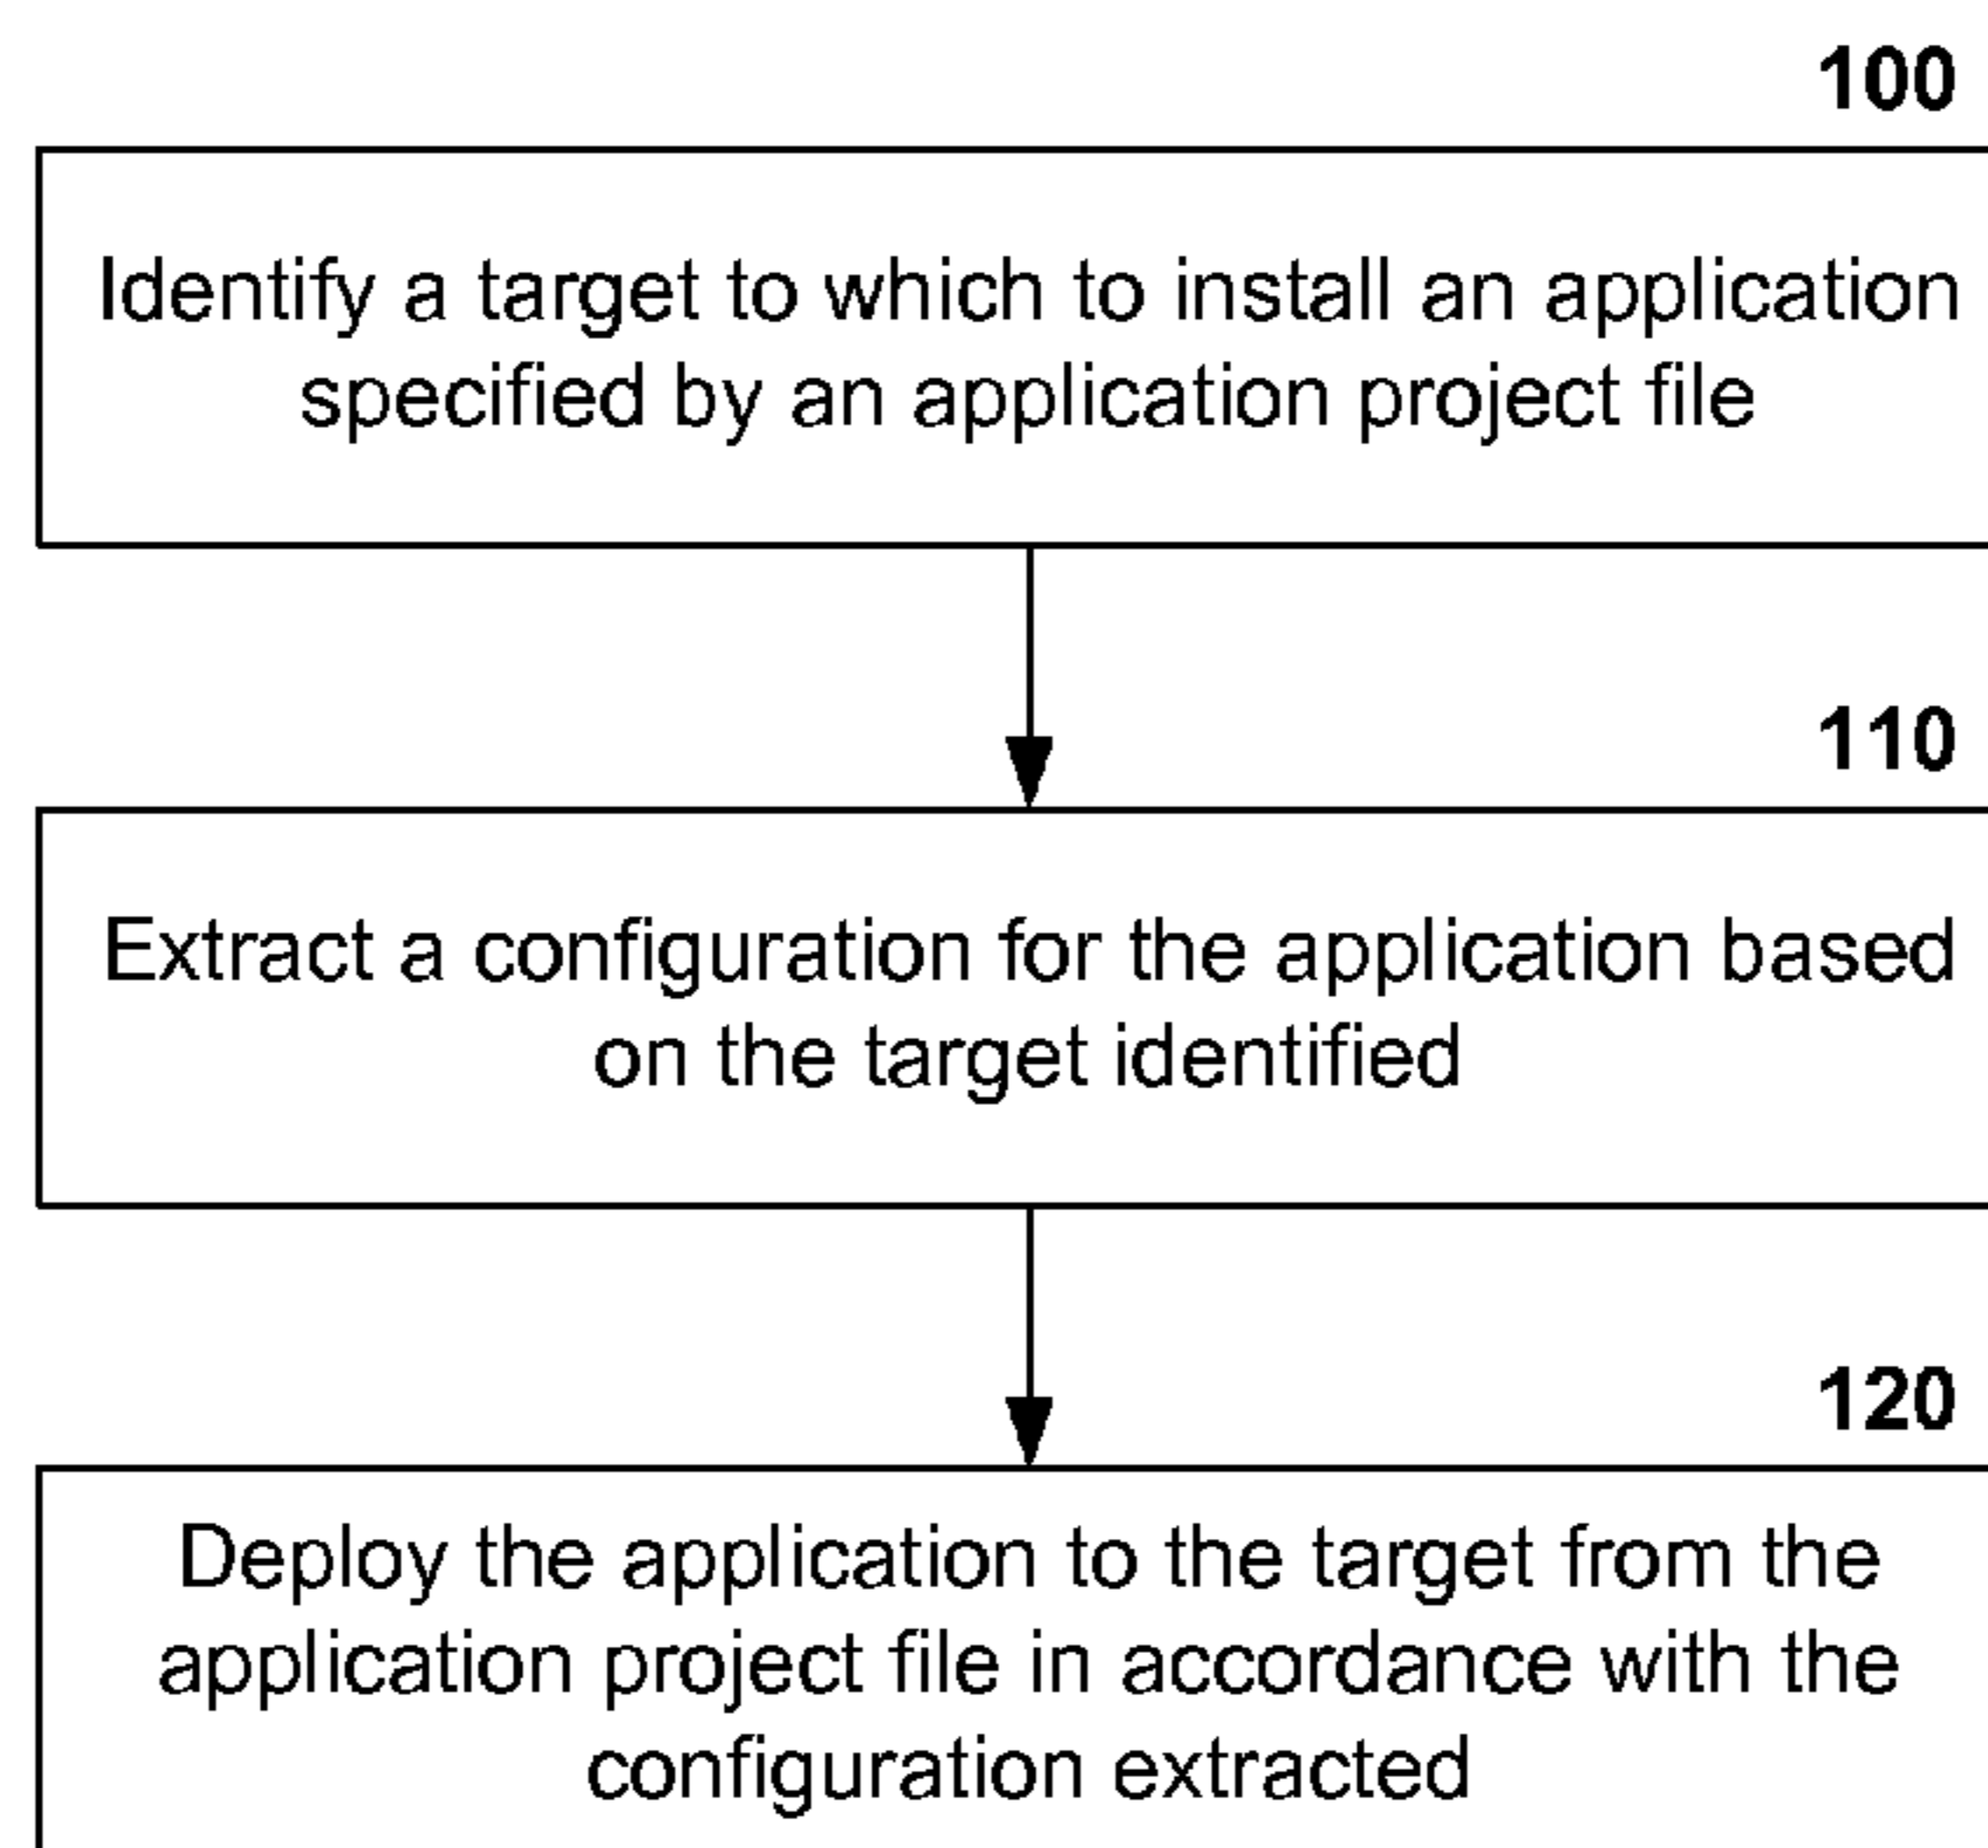 100
Identify a target to which to install an application
specified by an application project file
110
Extract a configuration for the application based
on the target identified
120
Deploy the application to the target from the
application project file in accordance with the
configuration extracted